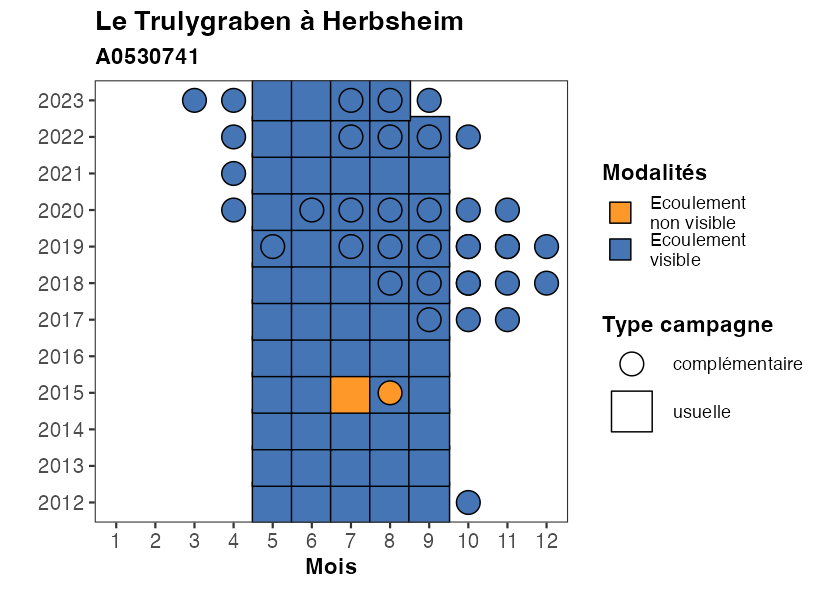 Le Trulygraben à Herbsheim
A0530741
2023
2022
2021
2020
2019
2018
2017
2016
2015
2014
2013
2012
1 2 3 4 5 6 7 8 9 10 11 12
Mois
Modalités
Ecoulement
non visible
Ecoulement
visible
Type campagne
complémentaire
usuelle